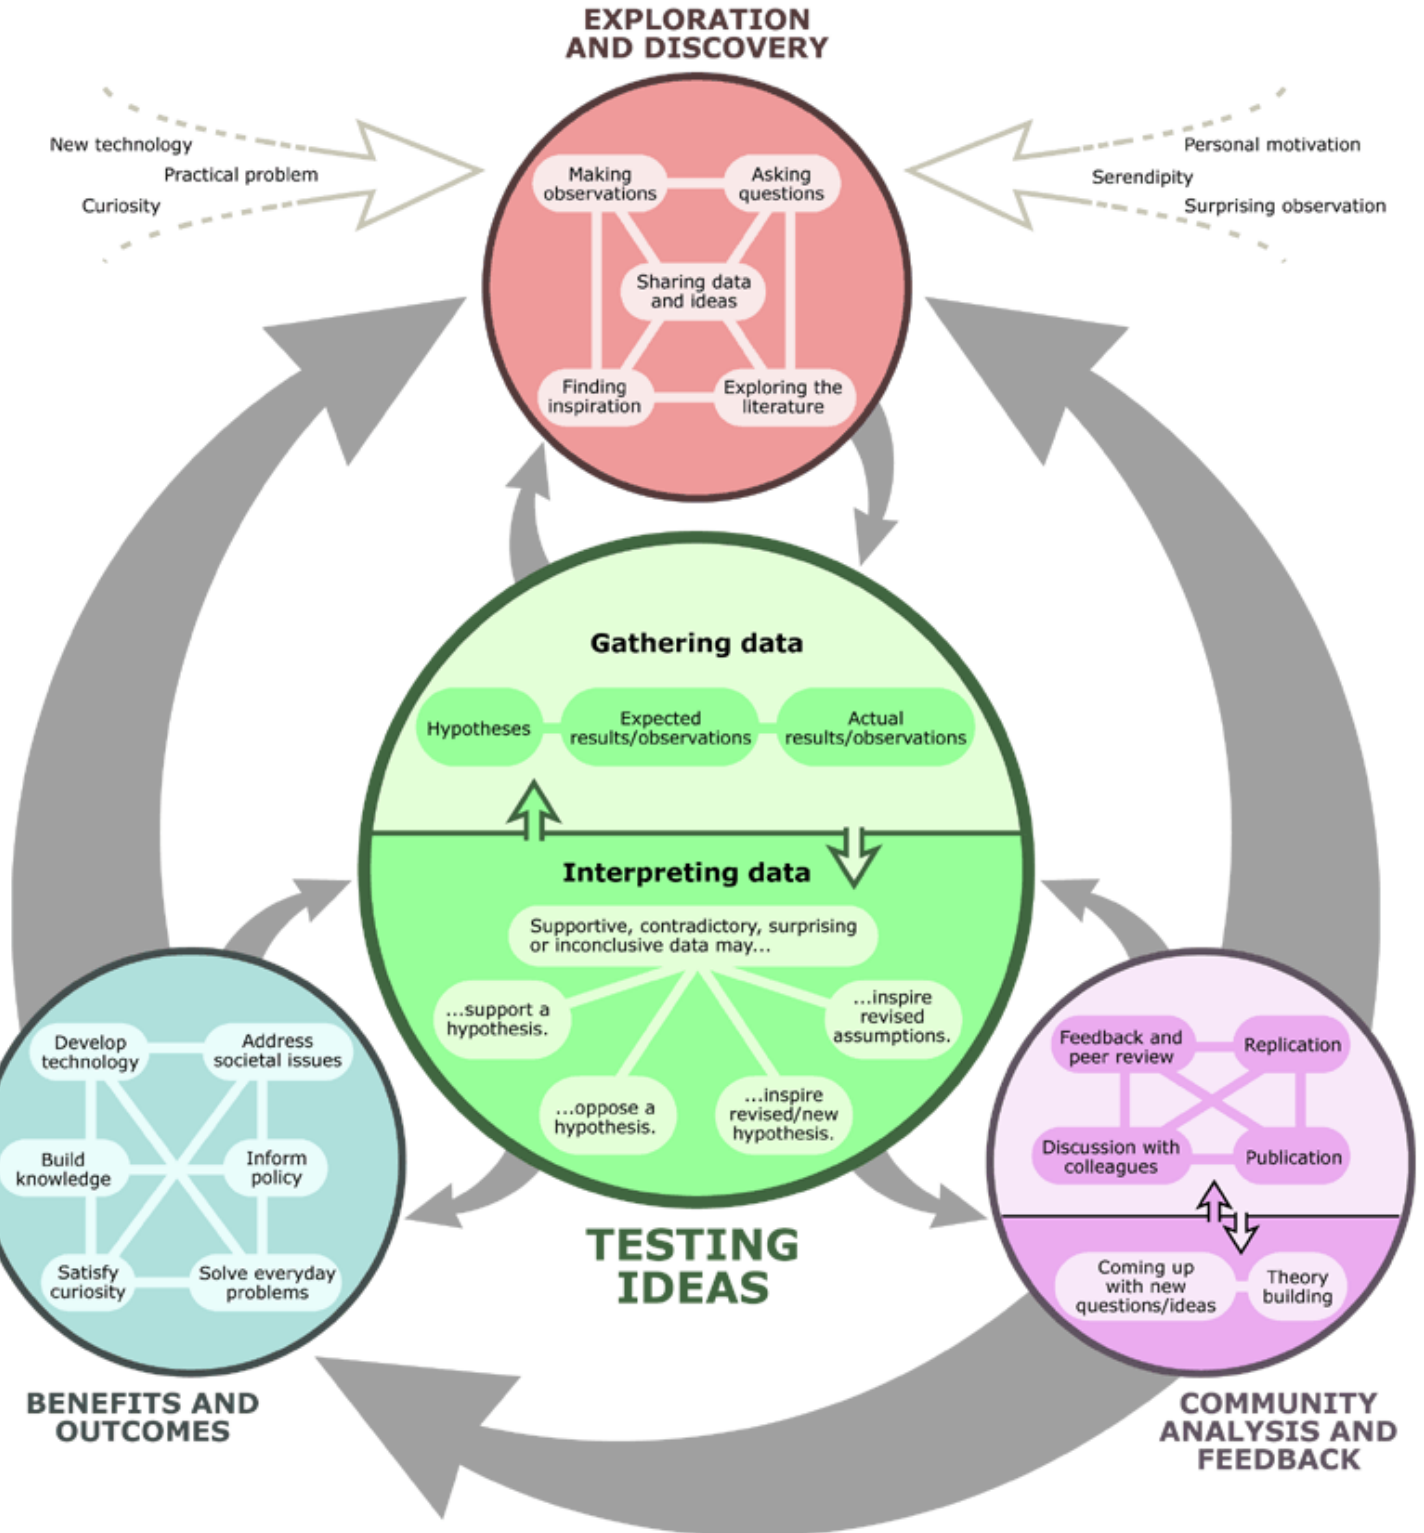 EXPLORATION
AND DISCOVERY
New technology
Practical problem
Curiosity
Personal motivation
Serendipity
Surprising observation
Making
observations
Asking
questions
Sharing data
and ideas
Finding
inspiration
Exploring the
literature
Gathering data
Hypotheses
Expected
results/observations
Actual
results/observations
Interpreting data
Supportive, contradictory, surprising
or inconclusive data may...
...support a
hypothesis.
...oppose a
hypothesis.
...inspire
revised/new
hypothesis.
...inspire
revised
assumptions.
TESTING
IDEAS
Develop
technology
Address
societal issues
Build
knowledge
Inform
policy
Satisfy
curiosity
Solve everyday
problems
BENEFITS AND
OUTCOMES
Feedback and
peer review
Replication
Discussion with
colleagues
Publication
Coming up
with new
questions/ideas
Theory
building
COMMUNITY
ANALYSIS AND
FEEDBACK